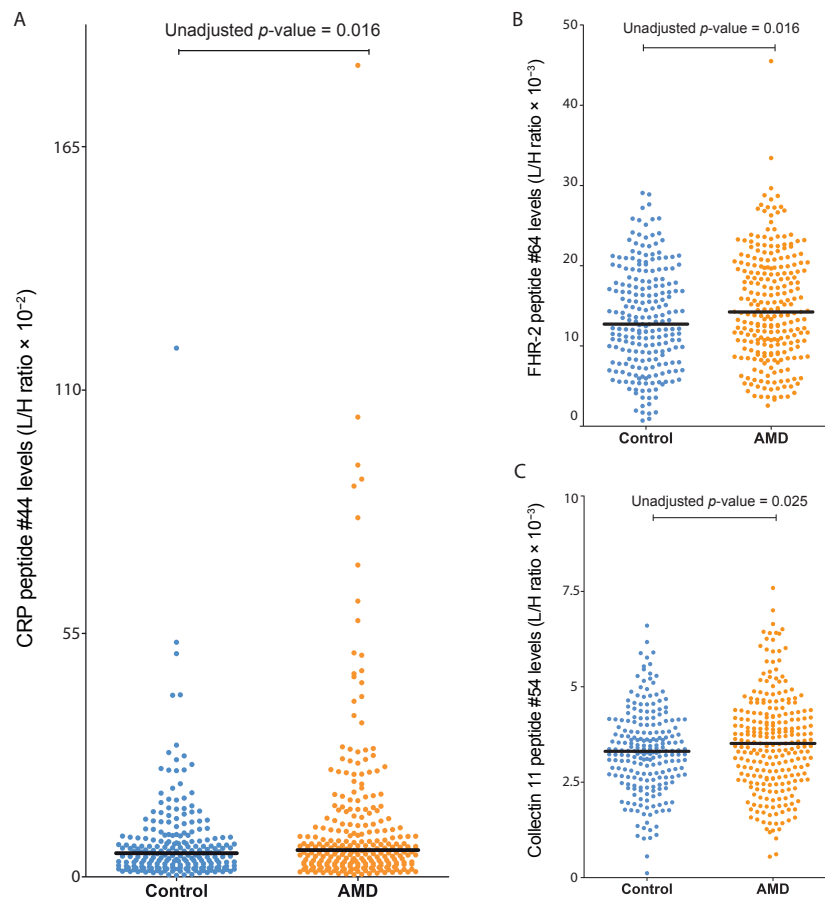 A
Unadjusted p-value = 0.016
CRP peptide #44 levels (L/H ratio × 10⁻²)
165
110
55
0
Control AMD
B
Unadjusted p-value = 0.016
FHR-2 peptide #64 levels (L/H ratio × 10⁻³)
50
40
30
20
10
0
Control AMD
C
Unadjusted p-value = 0.025
Collectin 11 peptide #54 levels (L/H ratio × 10⁻³)
10
7.5
5
2.5
0
Control AMD